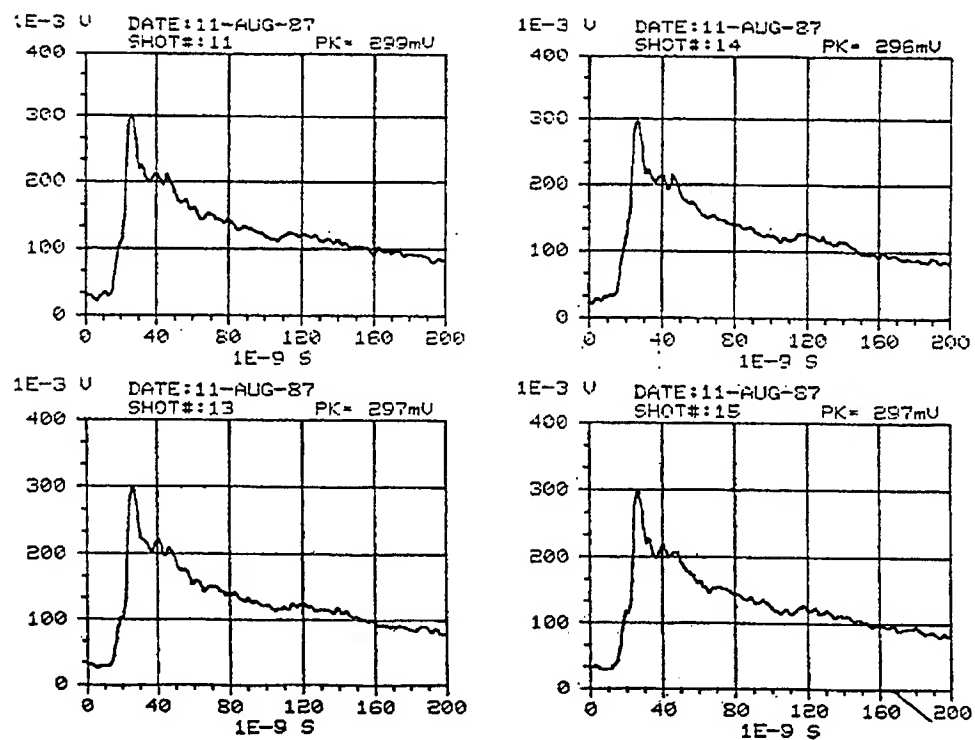 1E-3 V DATE:11-AUG-87
SHOT#:11 PK= 299mV
400
300
200
100
0
0 40 80 120 160 200
1E-9 S
1E-3 V DATE:11-AUG-87
SHOT#:14 PK= 296mV
400
300
200
100
0
0 40 80 120 160 200
1E-9 S
1E-3 V DATE:11-AUG-87
SHOT#:13 PK= 297mV
400
300
200
100
0
0 40 80 120 160 200
1E-9 S
1E-3 V DATE:11-AUG-87
SHOT#:15 PK= 297mV
400
300
200
100
0
0 40 80 120 160 200
1E-9 S